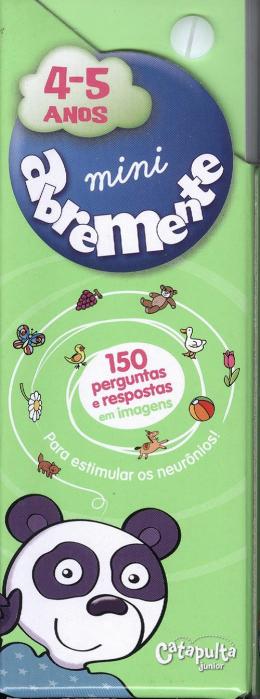 4-5
ANOS
mini
abremente
150
perguntas
e respostas
em imagens
Para estimular os neurônios!
Catapulta
junior